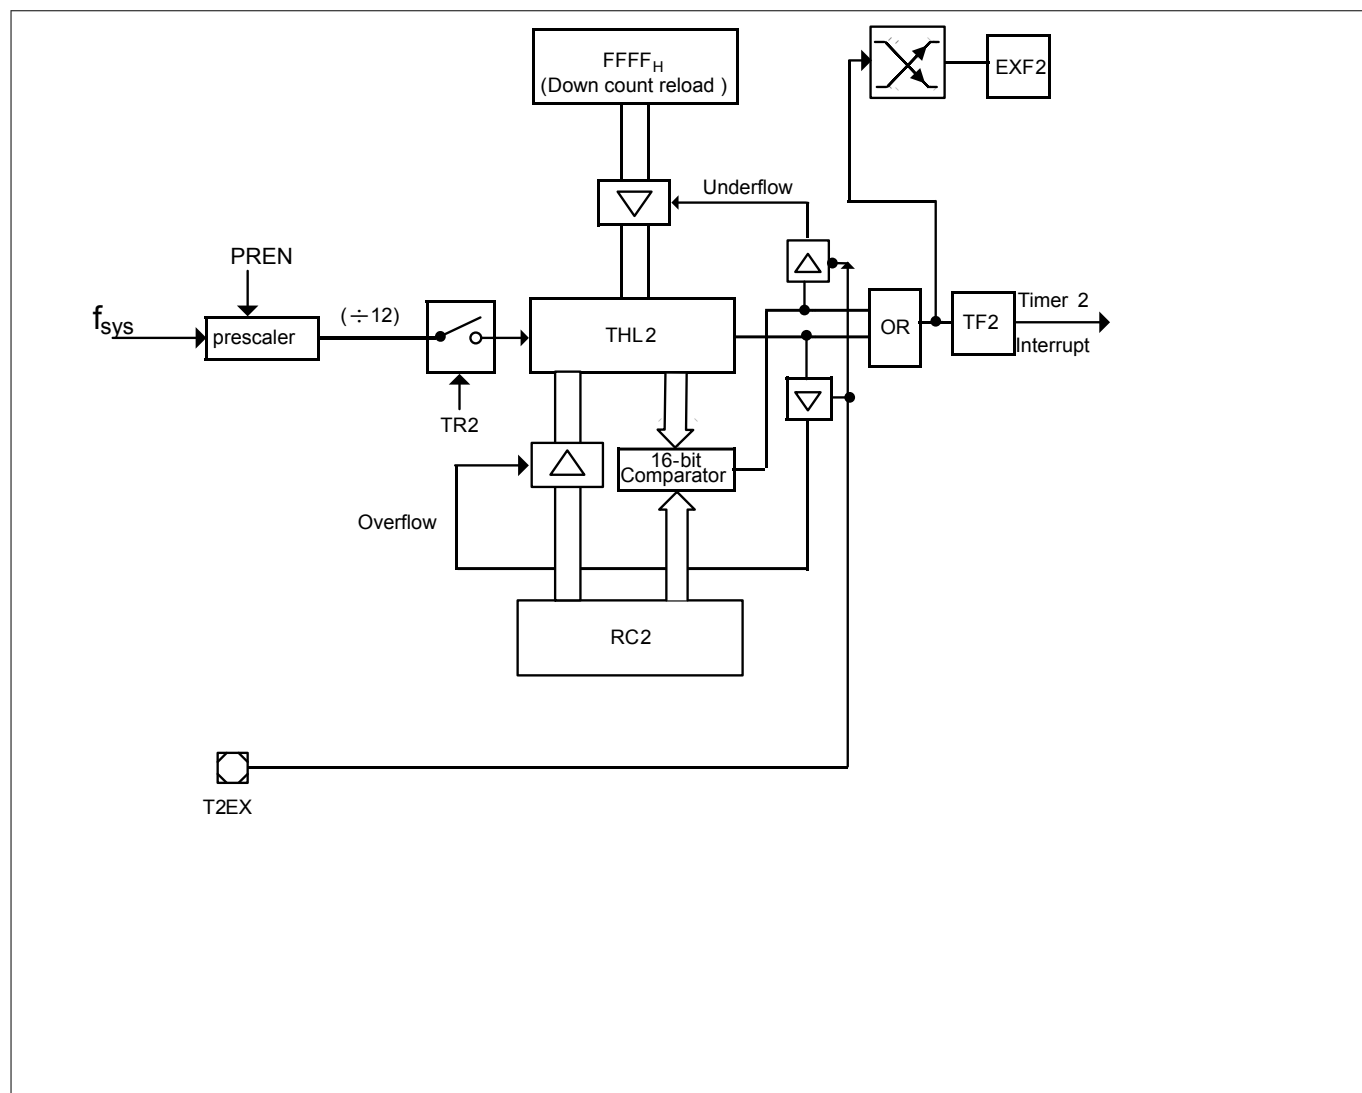 FFFFH
(Down count reload )
EXF2
Underflow
PREN
fsys
prescaler
(÷12)
THL2
OR
TF2
Timer 2
Interrupt
TR2
16-bit
Comparator
Overflow
RC2
T2EX